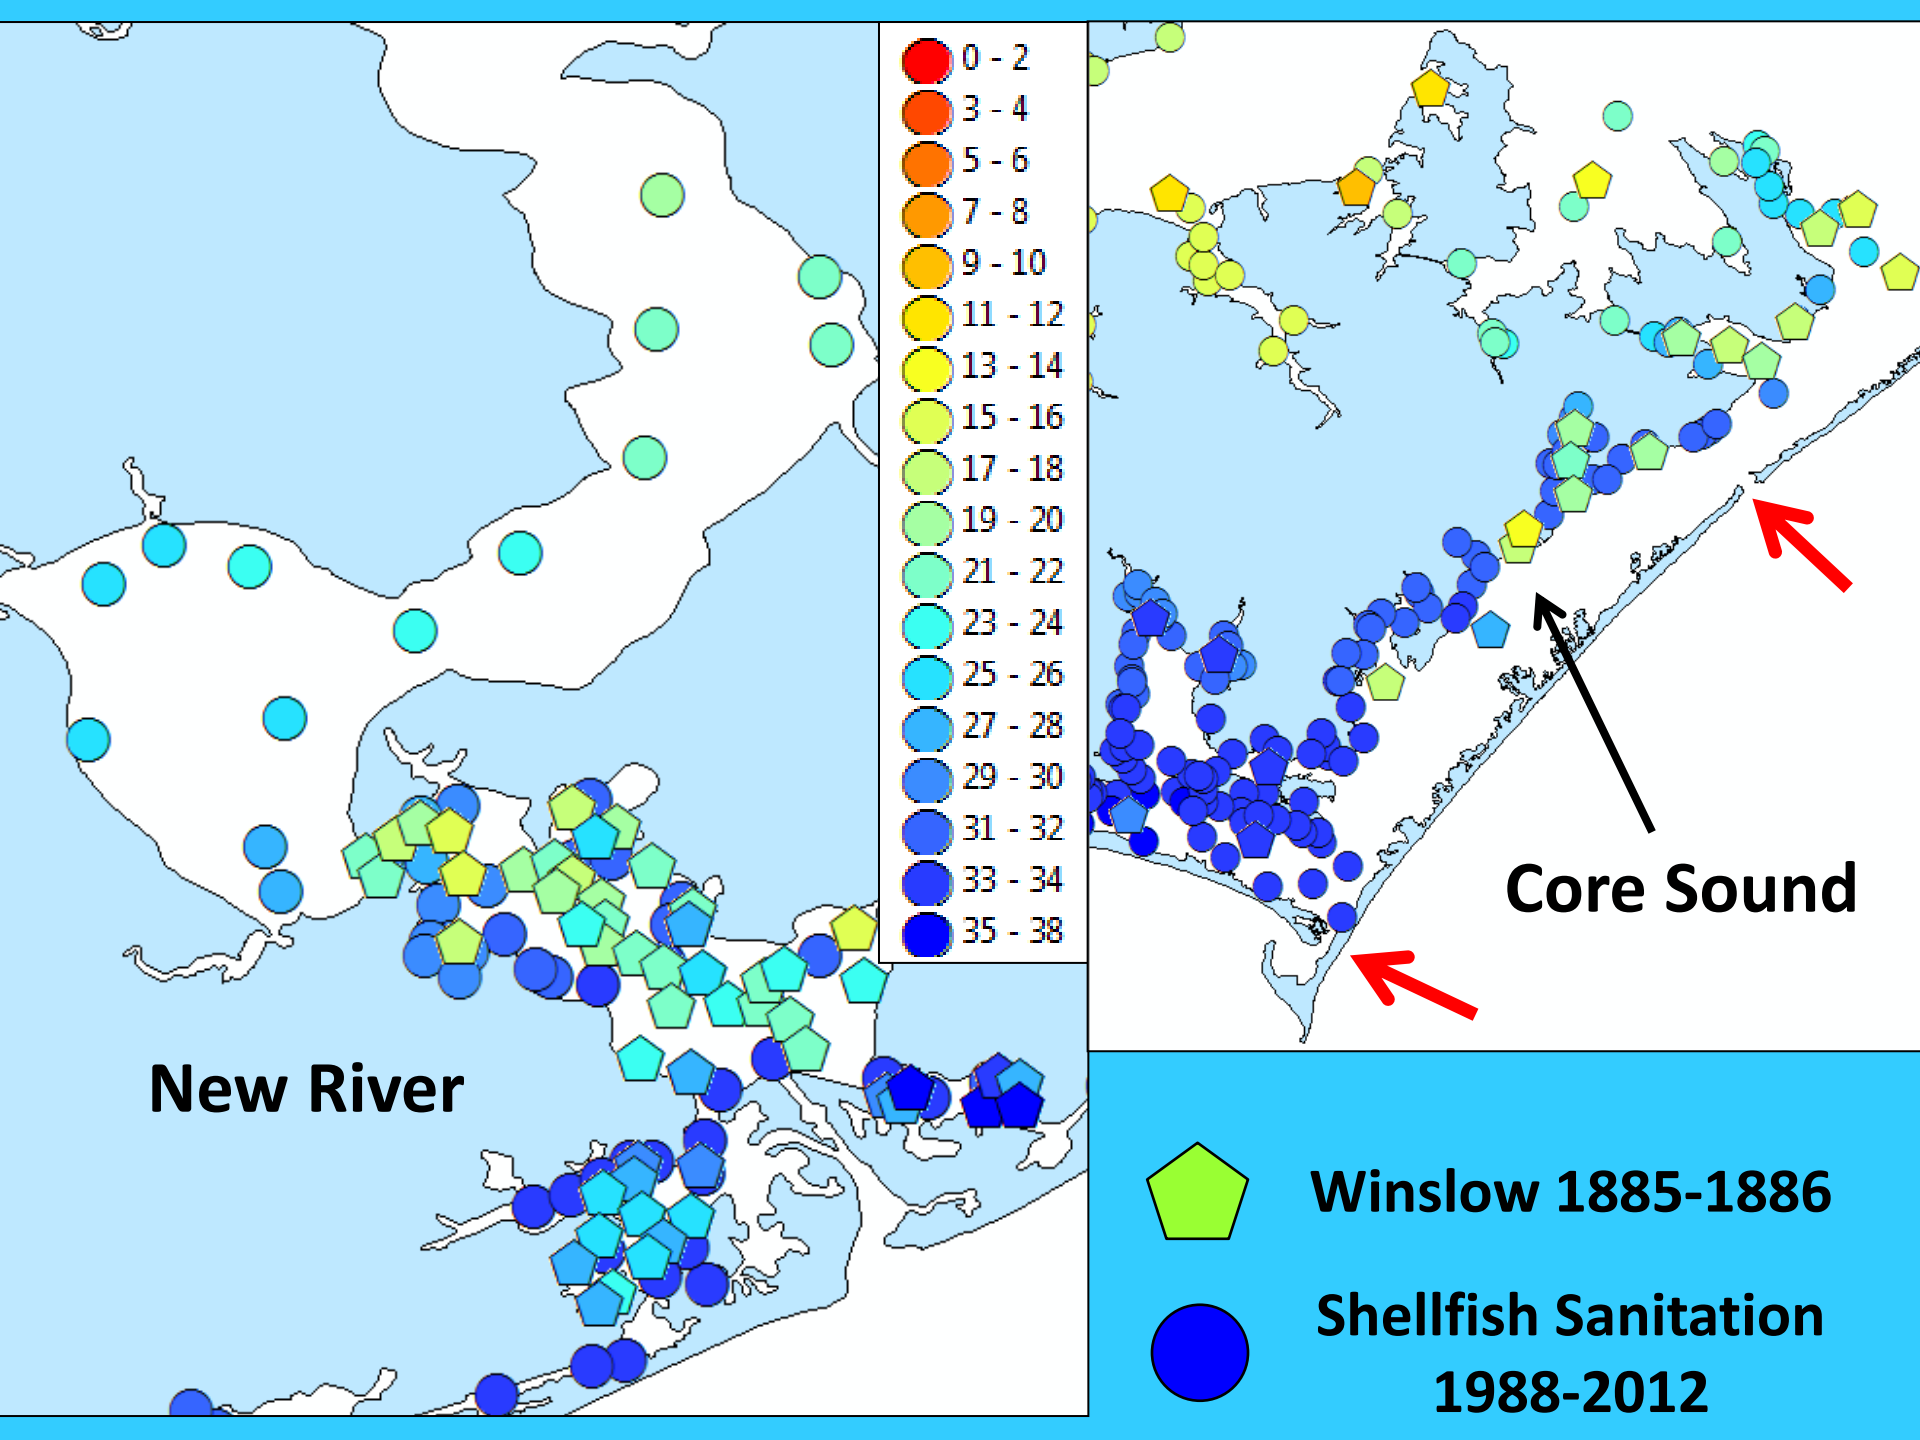 0 - 2
3 - 4
5 - 6
7 - 8
9 - 10
11 - 12
13 - 14
15 - 16
17 - 18
19 - 20
21 - 22
23 - 24
25 - 26
27 - 28
29 - 30
31 - 32
33 - 34
35 - 38
Core Sound
New River
Winslow 1885-1886
Shellfish Sanitation
1988-2012